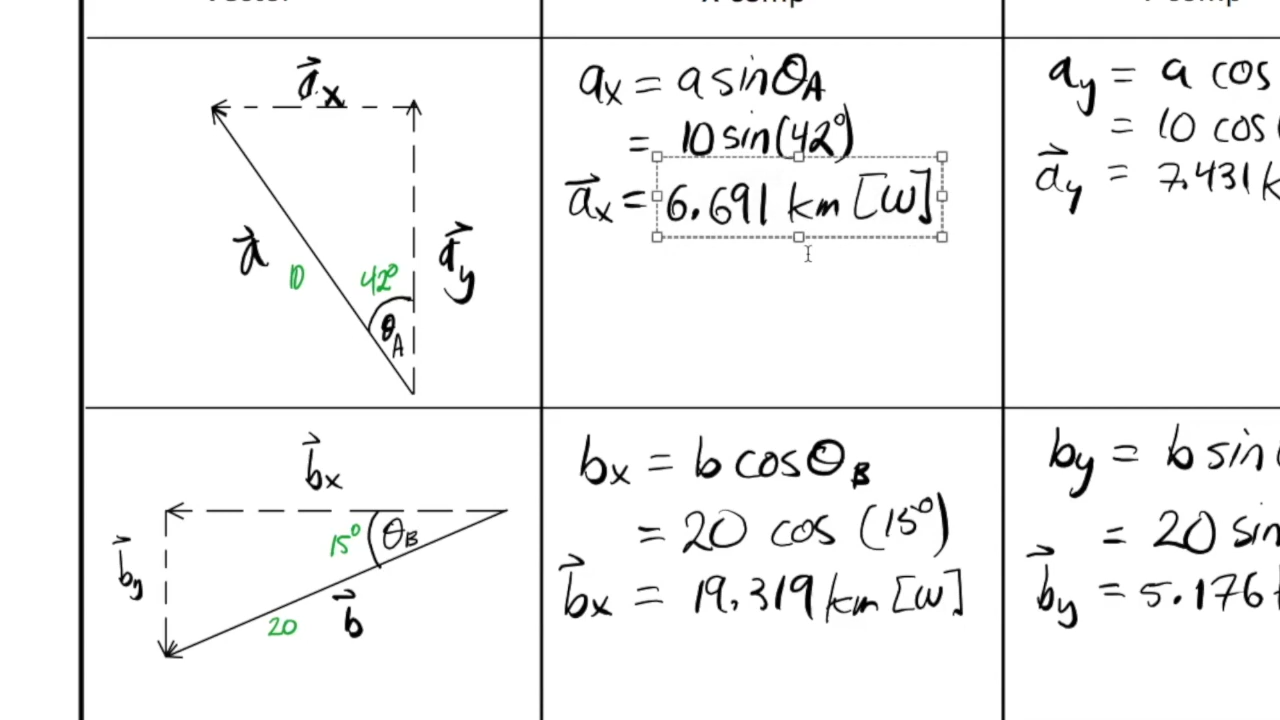 a⃗x
a⃗
10
42°
θA
a⃗y
ax = a sinθA
= 10 sin(42°)
a⃗x = 6.691 km [W]
ay = a cos
= 10 cos
a⃗y = 7.431 k
b⃗x
15°
θB
b⃗y
20
b⃗
bx = b cosθB
= 20 cos (15°)
b⃗x = 19.319 km [W]
by = b sin
= 20 sin
b⃗y = 5.176